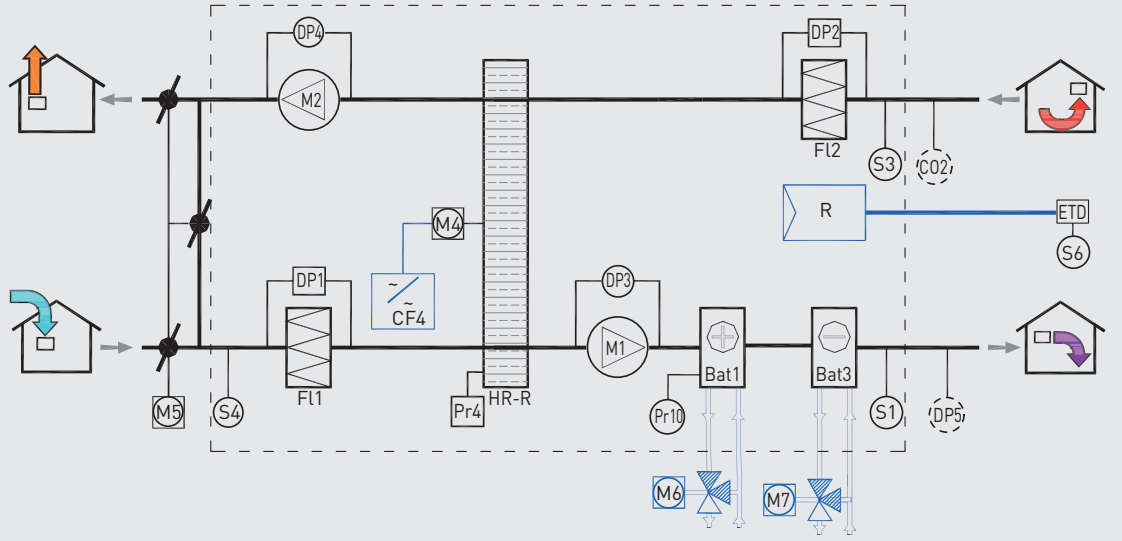 DP4
DP2
M2
Fl2
S3
CO2
R
ETD
M4
S6
DP1
DP3
~
~
CF4
M1
Bat1
Bat3
Fl1
HR-R
M5
S4
Pr4
Pr10
S1
DP5
M6
M7